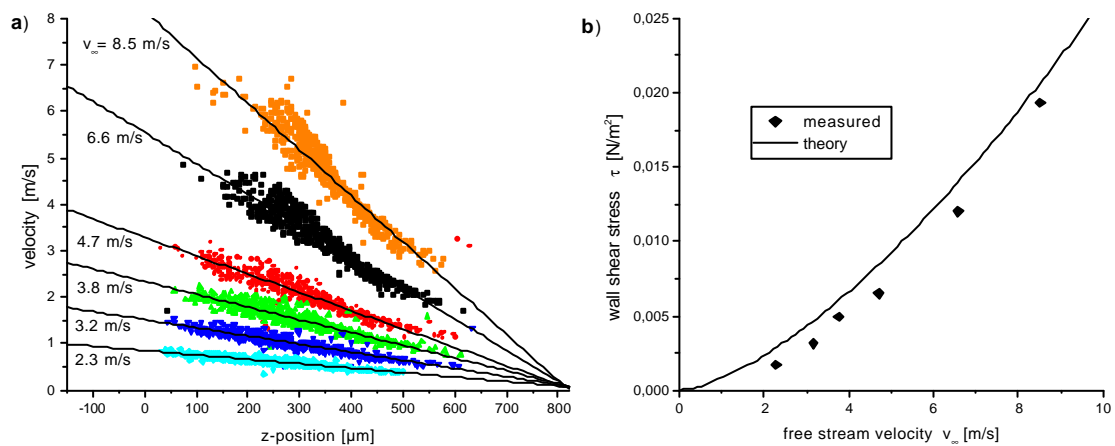 a)
8
7
6
5
4
3
2
1
0
velocity [m/s]
v∞= 8.5 m/s
6.6 m/s
4.7 m/s
3.8 m/s
3.2 m/s
2.3 m/s
-100 0 100 200 300 400 500 600 700 800
z-position [µm]
b)
0,025
0,020
0,015
0,010
0,005
0,000
wall shear stress τ [N/m²]
measured
theory
0 2 4 6 8 10
free stream velocity v∞ [m/s]